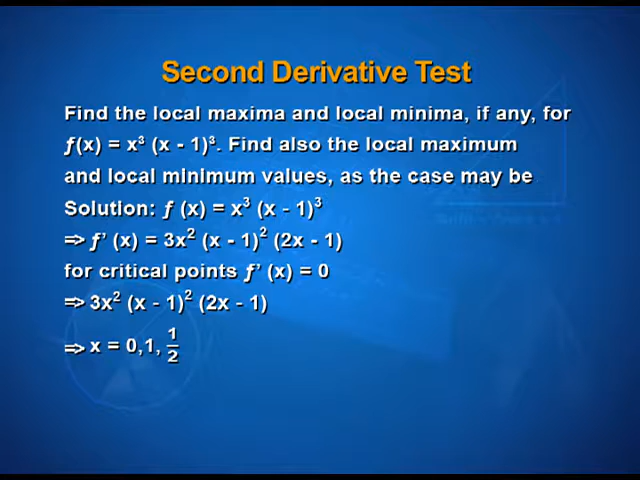 Second Derivative Test
Find the local maxima and local minima, if any, for
ƒ(x) = x³ (x - 1)³. Find also the local maximum
and local minimum values, as the case may be
Solution: ƒ (x) = x³ (x - 1)³
=> ƒ' (x) = 3x² (x - 1)² (2x - 1)
for critical points ƒ' (x) = 0
=> 3x² (x - 1)² (2x - 1)
=> x = 0,1, 1/2